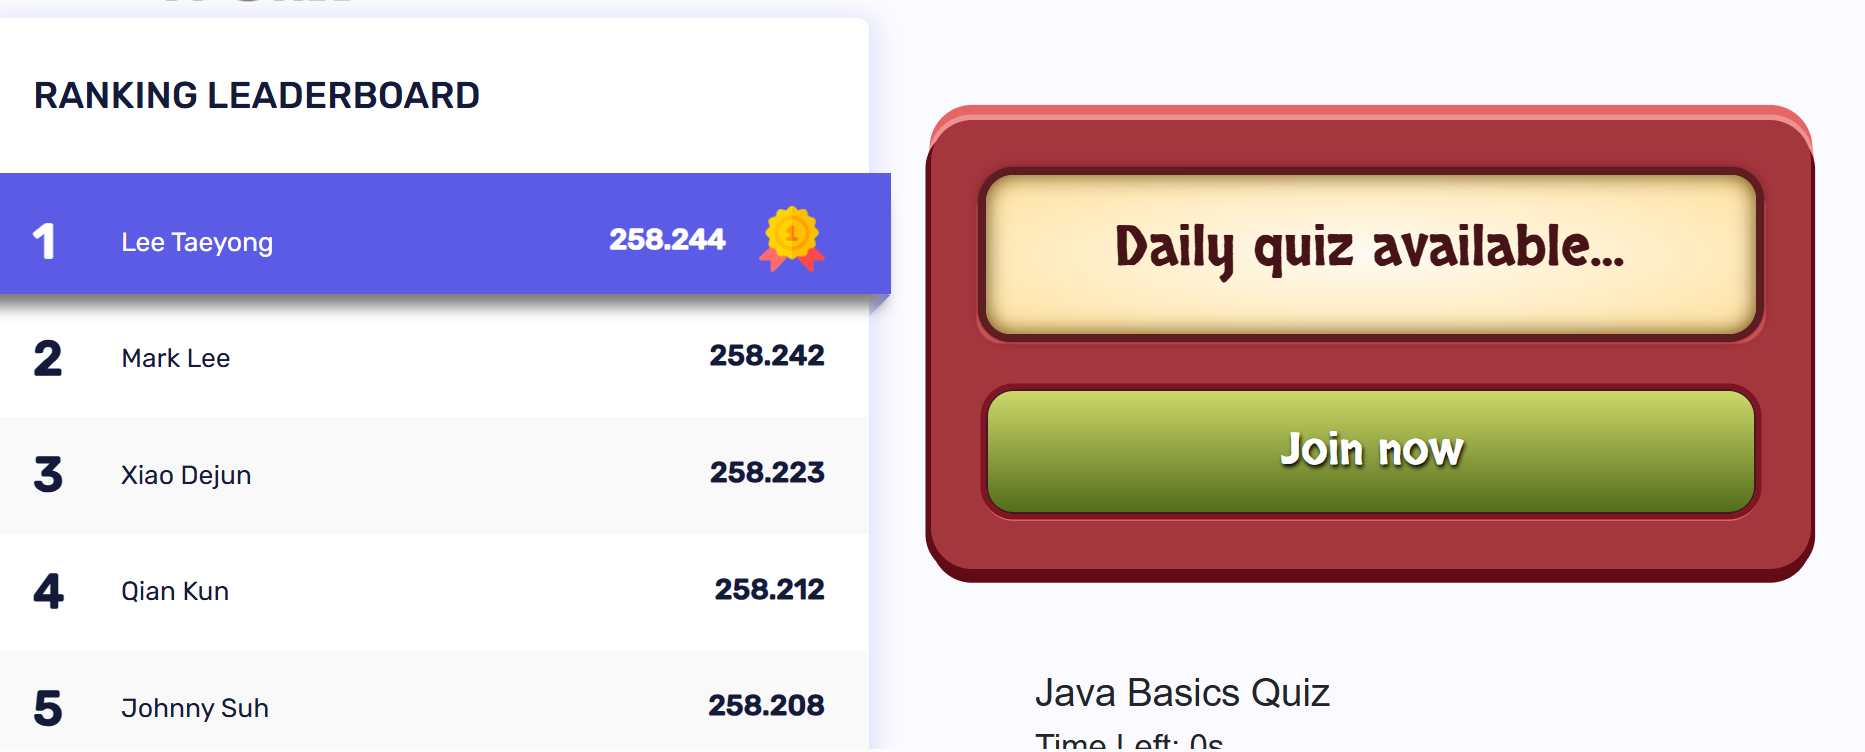 RANKING LEADERBOARD
1 Lee Taeyong 258.244 1
2 Mark Lee 258.242
3 Xiao Dejun 258.223
4 Qian Kun 258.212
5 Johnny Suh 258.208
Daily quiz available...
Join now
Java Basics Quiz
Time Left: 0s